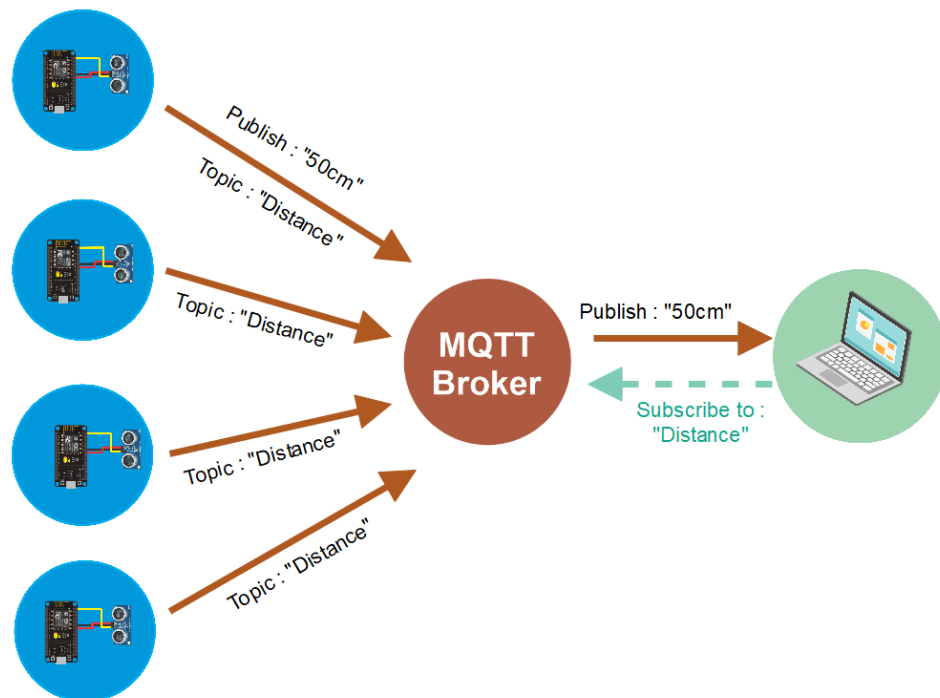 Publish : "50cm"
Topic : "Distance"
Topic : "Distance"
Topic : "Distance"
Topic : "Distance"
MQTT
Broker
Publish : "50cm"
Subscribe to :
"Distance"